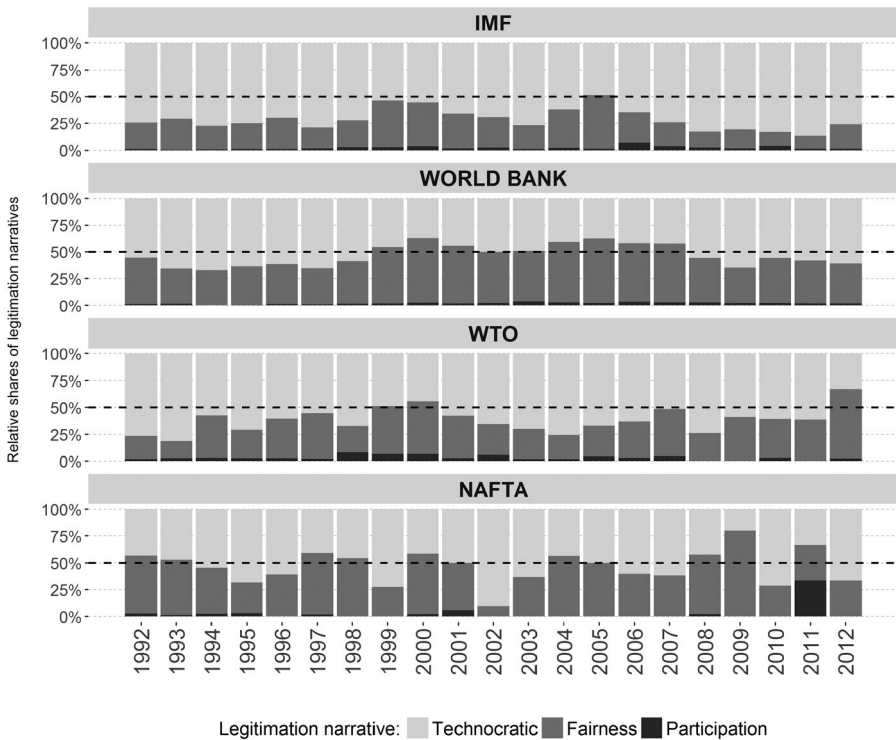 IMF
100%
75%
50%
25%
0%
WORLD BANK
100%
75%
50%
25%
0%
WTO
100%
75%
50%
25%
0%
NAFTA
100%
75%
50%
25%
0%
Relative shares of legitimation narratives
1992 1993 1994 1995 1996 1997 1998 1999 2000 2001 2002 2003 2004 2005 2006 2007 2008 2009 2010 2011 2012
Legitimation narrative: Technocratic Fairness Participation